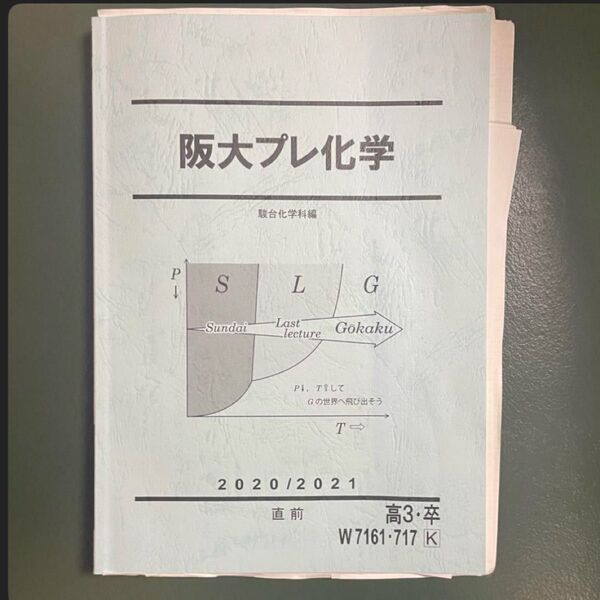 阪大プレ化学
駿台化学科編
P
↓
S L G
Sundai Last lecture Gōkaku
P↓, T⇧して
Gの世界へ飛び出そう
T ⇨
2020/2021
直前
高3・卒
W7161・717 K